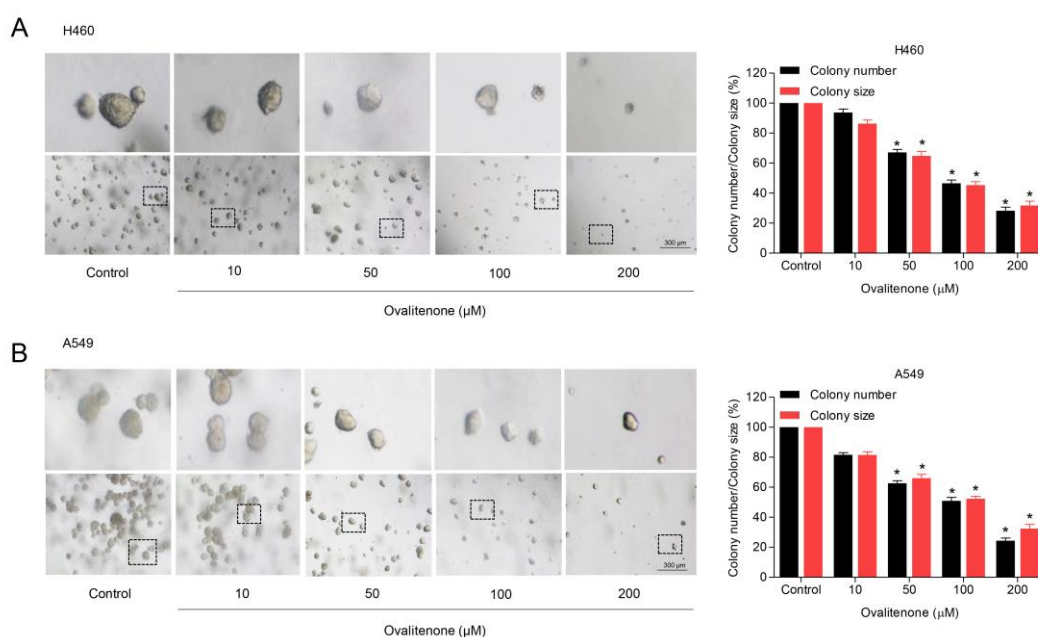 A
H460
300 µm
Control
10
50
100
200
Ovalitenone (µM)
H460
Colony number/Colony size (%)
120
100
80
60
40
20
0
Colony number
Colony size
* * * * * *
Control 10 50 100 200
Ovalitenone (µM)
B
A549
300 µm
Control
10
50
100
200
Ovalitenone (µM)
A549
Colony number/Colony size (%)
120
100
80
60
40
20
0
Colony number
Colony size
* * * * * *
Control 10 50 100 200
Ovalitenone (µM)